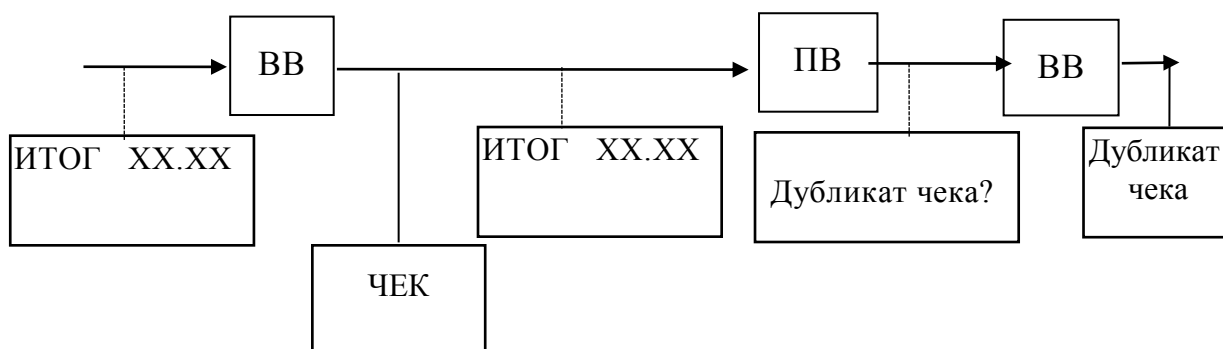 ВВ
ПВ
ВВ
ИТОГ XX.XX
ИТОГ XX.XX
Дубликат чека?
Дубликат
чека
ЧЕК